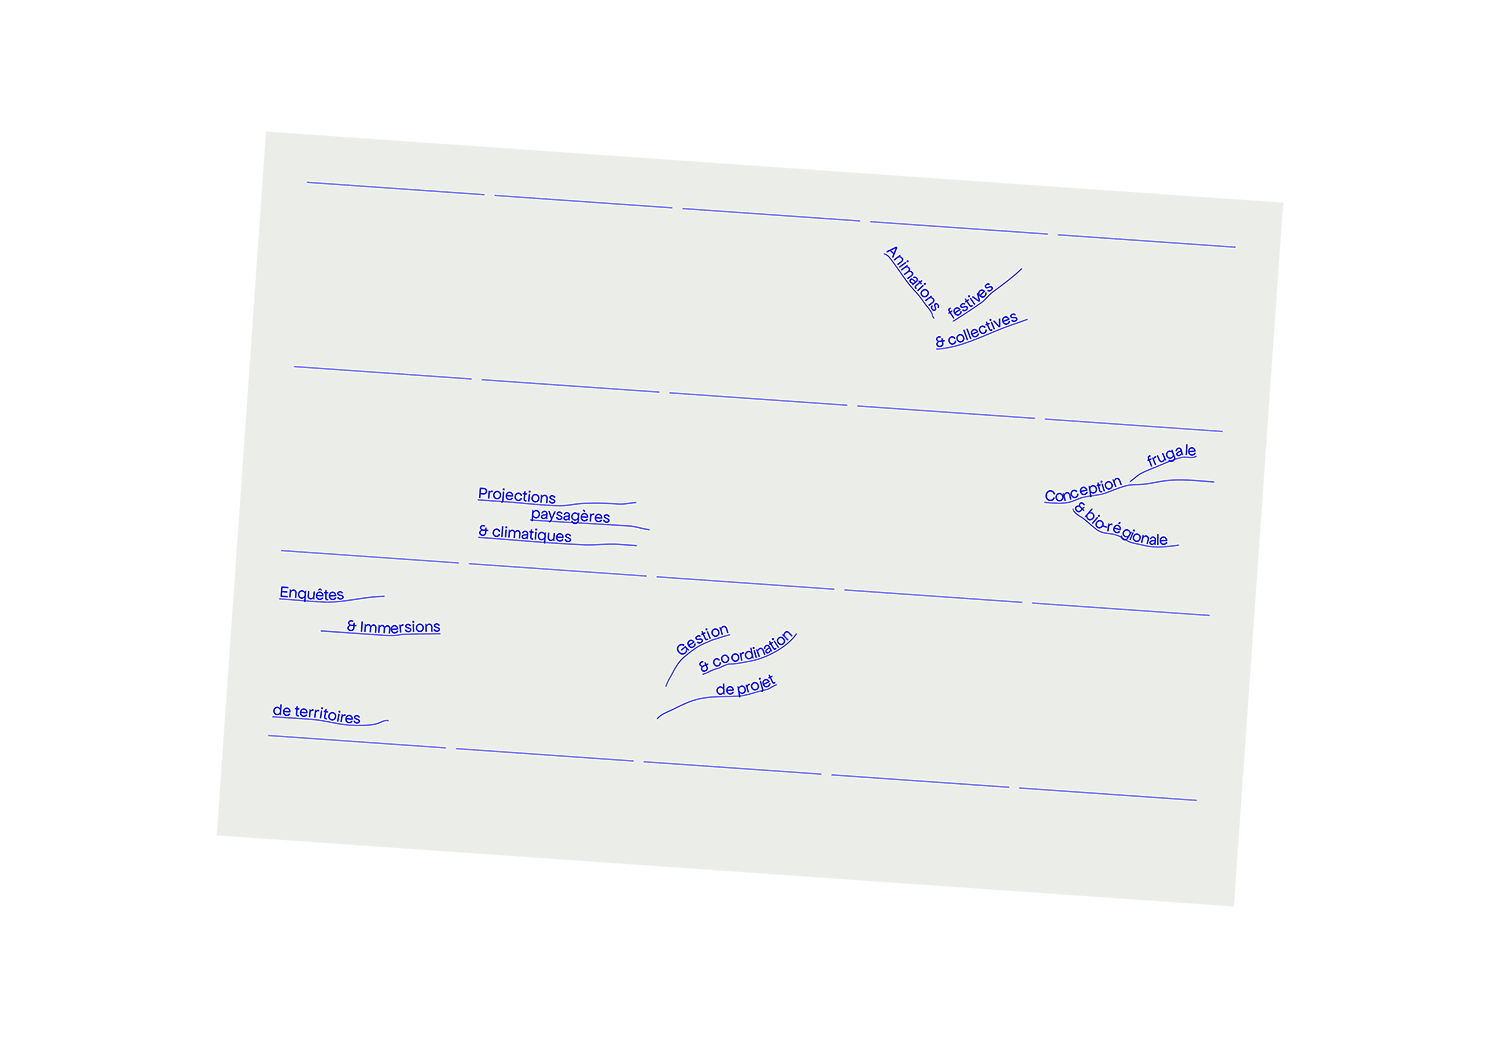 Animations
festives
& collectives
Projections
paysagères
& climatiques
Conception
frugale
& bio-régionale
Enquêtes
& Immersions
de territoires
Gestion
& coordination
de projet